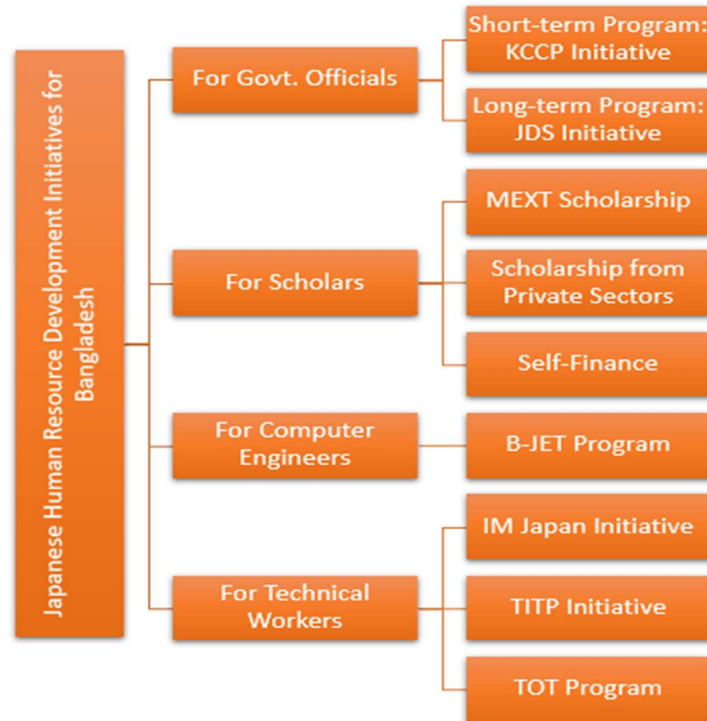 Japanese Human Resource Development Initiatives for
Bangladesh
For Govt. Officials
Short-term Program:
KCCP Initiative
Long-term Program:
JDS Initiative
For Scholars
MEXT Scholarship
Scholarship from
Private Sectors
Self-Finance
For Computer
Engineers
B-JET Program
For Technical
Workers
IM Japan Initiative
TITP Initiative
TOT Program